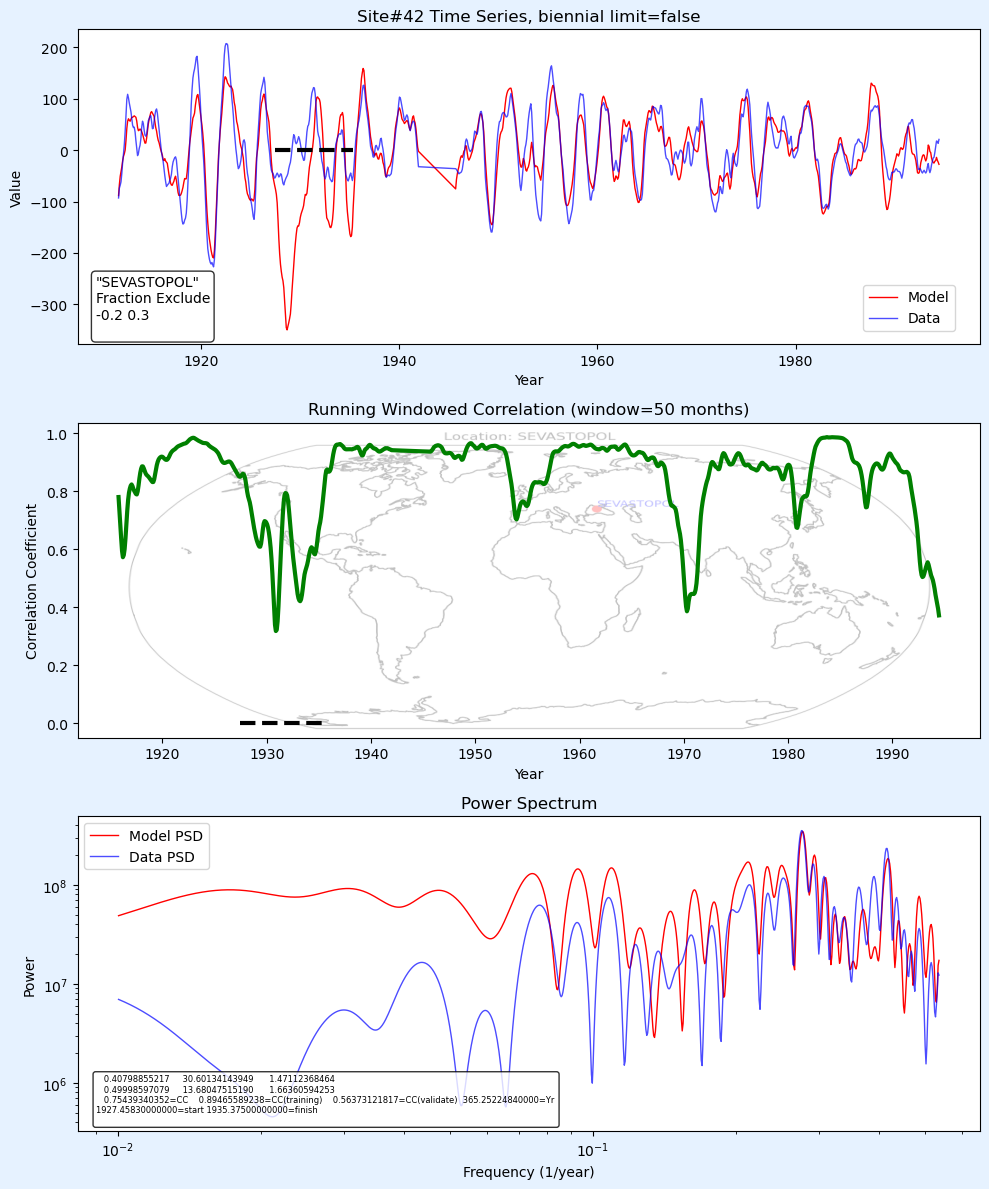 Site#42 Time Series, biennial limit=false
200
100
0
−100
−200
−300
Value
"SEVASTOPOL"
Fraction Exclude
-0.2 0.3
Model
Data
1920
1940
1960
1980
Year
Running Windowed Correlation (window=50 months)
Location: SEVASTOPOL
SEVASTOPOL
1.0
0.8
0.6
0.4
0.2
0.0
Correlation Coefficient
1920
1930
1940
1950
1960
1970
1980
1990
Year
Power Spectrum
Model PSD
Data PSD
10^8
10^7
10^6
Power
0.40798855217 30.60134143949 1.47112368464
0.49998597079 13.68047515190 1.66360594253
0.75439340352=CC 0.89465589238=CC(training) 0.56373121817=CC(validate) 365.25224840000=Yr
1927.45830000000=start 1935.37500000000=finish
10^−2
10^−1
Frequency (1/year)